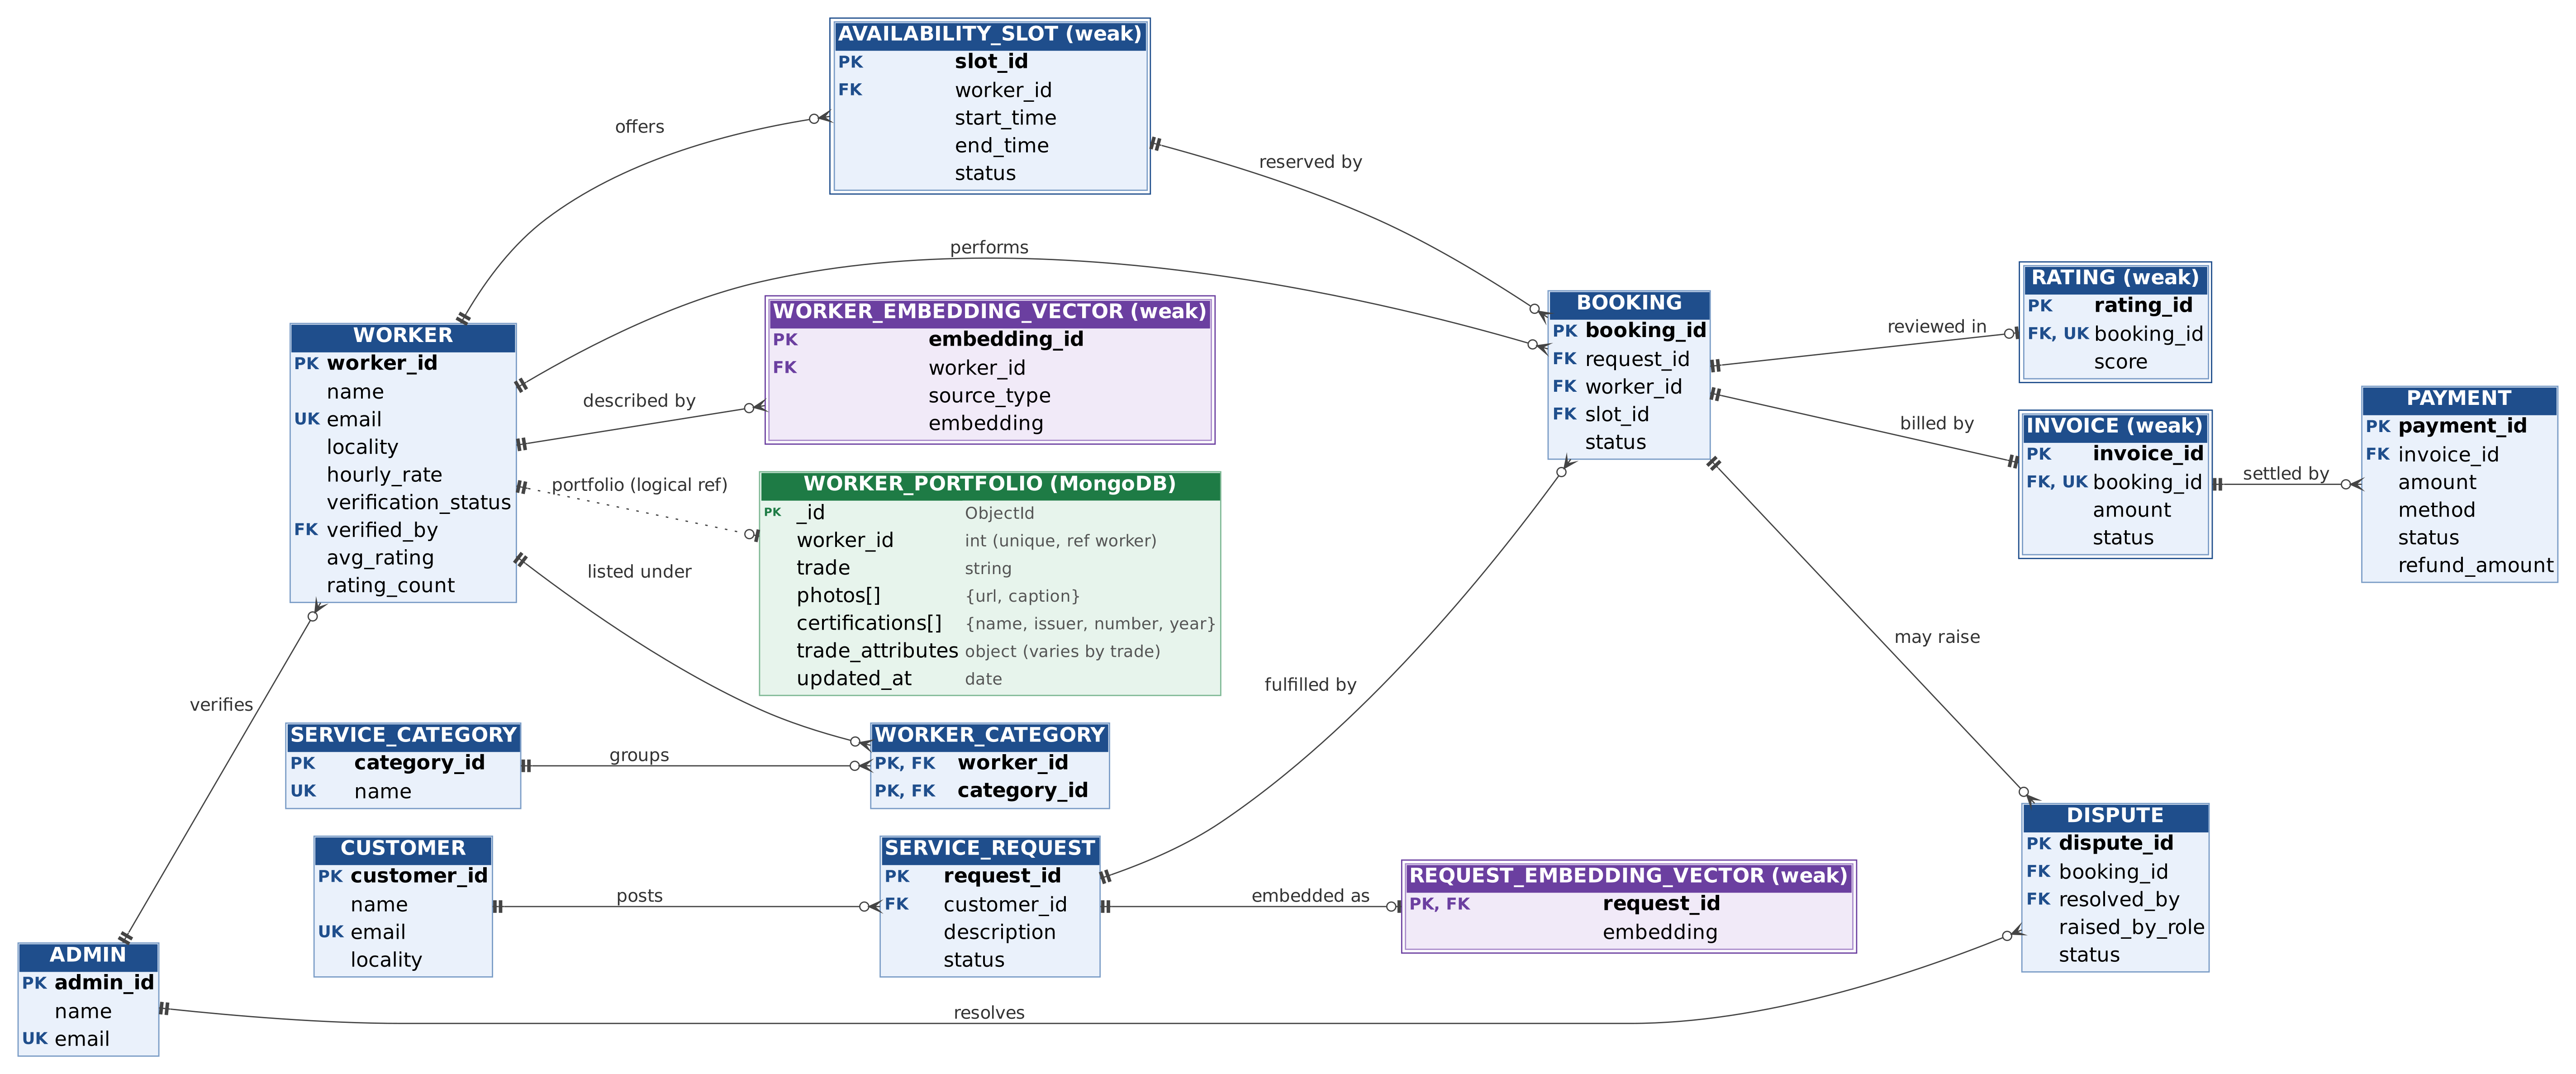 AVAILABILITY_SLOT (weak)
PK slot_id
FK worker_id
start_time
end_time
status
offers
reserved by
performs
WORKER
PK worker_id
name
UK email
locality
hourly_rate
verification_status
FK verified_by
avg_rating
rating_count
described by
WORKER_EMBEDDING_VECTOR (weak)
PK embedding_id
FK worker_id
source_type
embedding
portfolio (logical ref)
WORKER_PORTFOLIO (MongoDB)
PK _id ObjectId
worker_id int (unique, ref worker)
trade string
photos[] {url, caption}
certifications[] {name, issuer, number, year}
trade_attributes object (varies by trade)
updated_at date
listed under
BOOKING
PK booking_id
FK request_id
FK worker_id
FK slot_id
status
reviewed in
RATING (weak)
PK rating_id
FK, UK booking_id
score
billed by
INVOICE (weak)
PK invoice_id
FK, UK booking_id
amount
status
settled by
PAYMENT
PK payment_id
FK invoice_id
amount
method
status
refund_amount
may raise
fulfilled by
verifies
SERVICE_CATEGORY
PK category_id
UK name
groups
WORKER_CATEGORY
PK, FK worker_id
PK, FK category_id
CUSTOMER
PK customer_id
name
UK email
locality
posts
SERVICE_REQUEST
PK request_id
FK customer_id
description
status
embedded as
REQUEST_EMBEDDING_VECTOR (weak)
PK, FK request_id
embedding
DISPUTE
PK dispute_id
FK booking_id
FK resolved_by
raised_by_role
status
ADMIN
PK admin_id
name
UK email
resolves